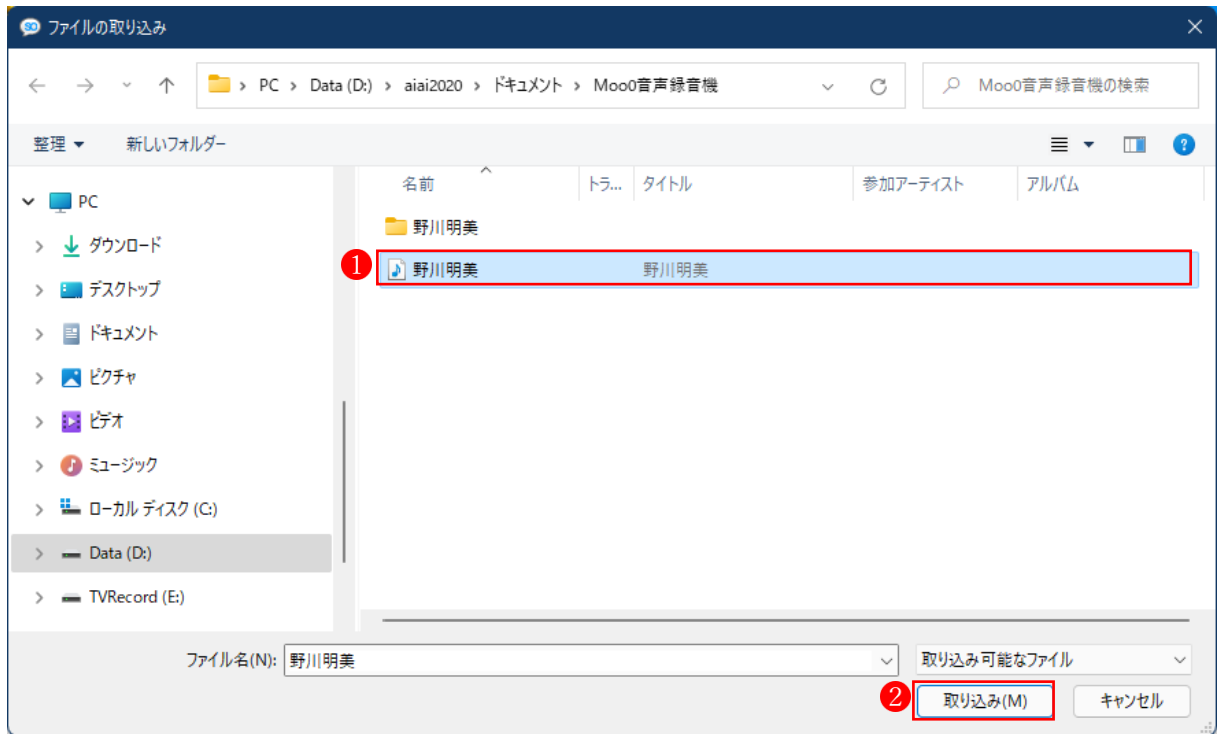 SO ファイルの取り込み
PC > Data (D:) > aiai2020 > ドキュメント > Moo0音声録音機
Moo0音声録音機の検索
整理 新しいフォルダー
名前 トラ... タイトル 参加アーティスト アルバム
PC
ダウンロード
デスクトップ
ドキュメント
ピクチャ
ビデオ
ミュージック
ローカル ディスク (C:)
Data (D:)
TVRecord (E:)
野川明美
1 野川明美 野川明美
ファイル名(N): 野川明美 取り込み可能なファイル
2 取り込み(M) キャンセル